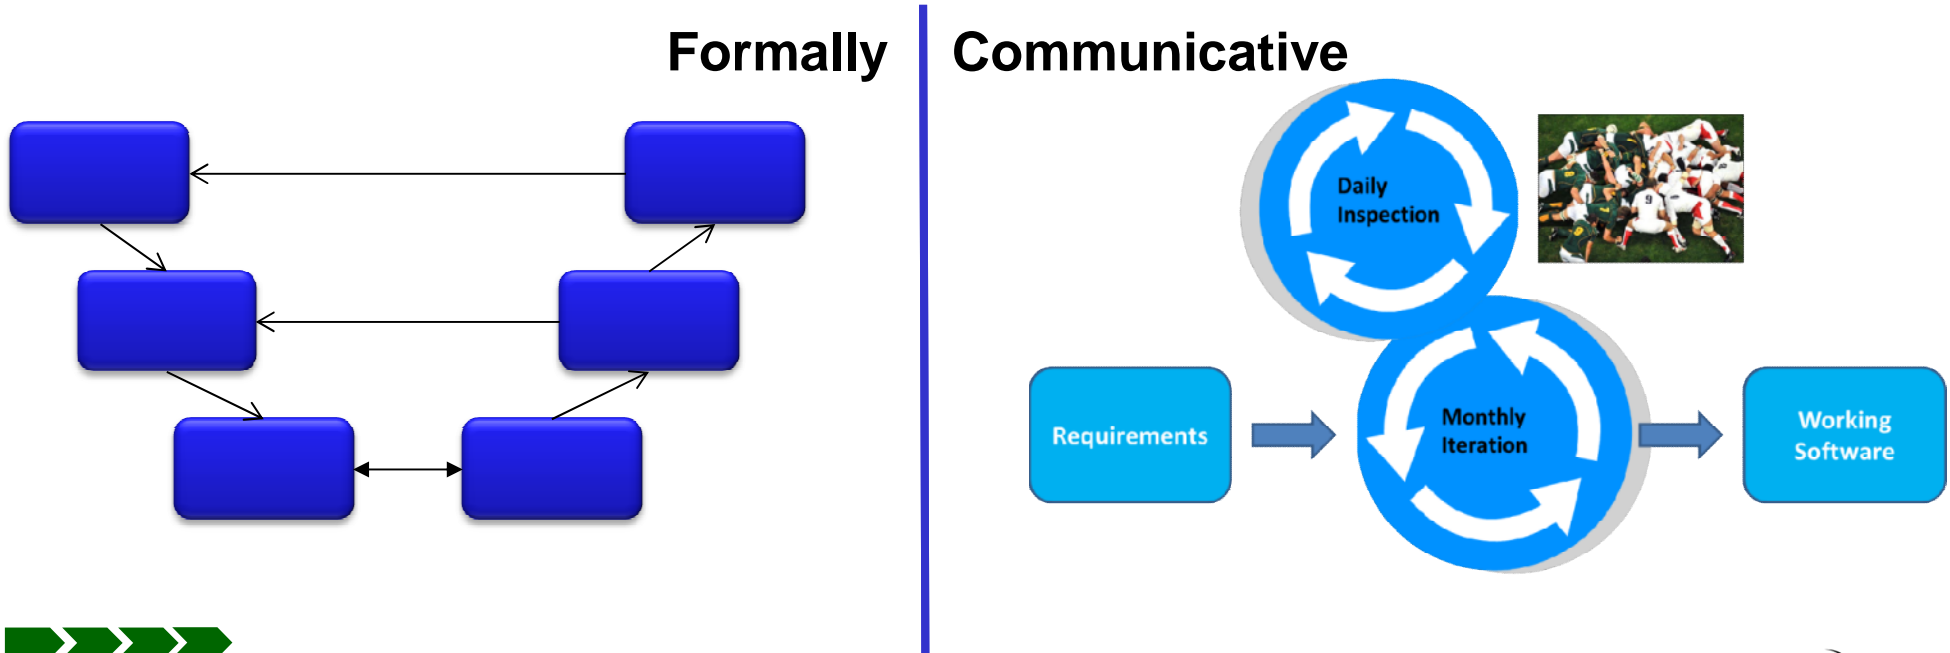 Formally
Communicative
Daily
Inspection
Requirements
Monthly
Iteration
Working
Software